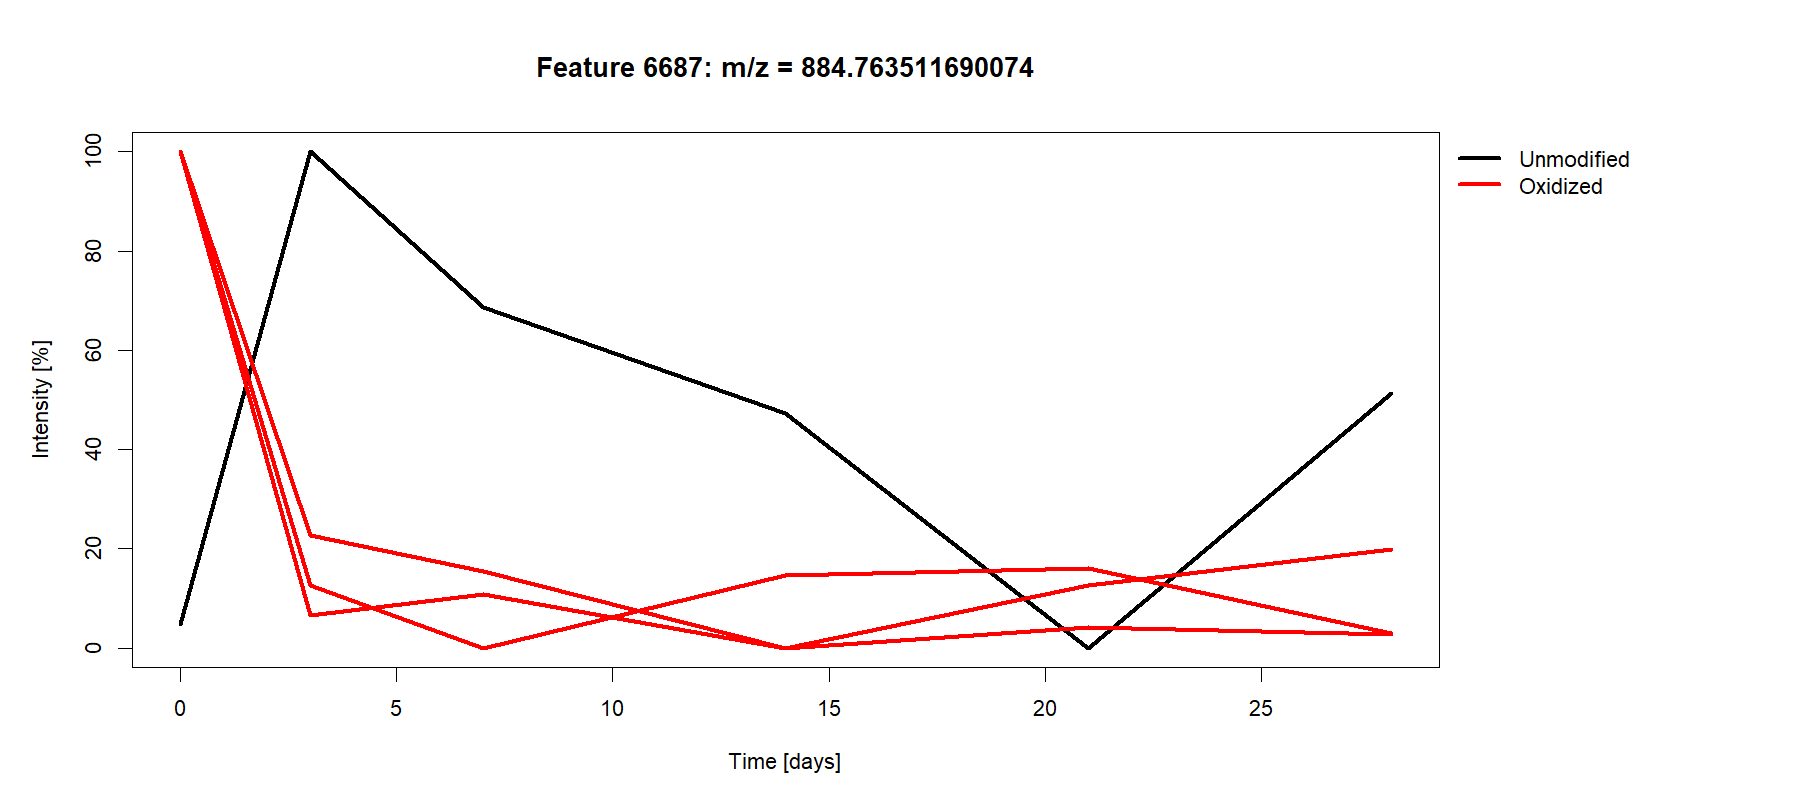 Feature 6687: m/z = 884.763511690074
Unmodified
Oxidized
Intensity [%]
100
80
60
40
20
0
0 5 10 15 20 25
Time [days]